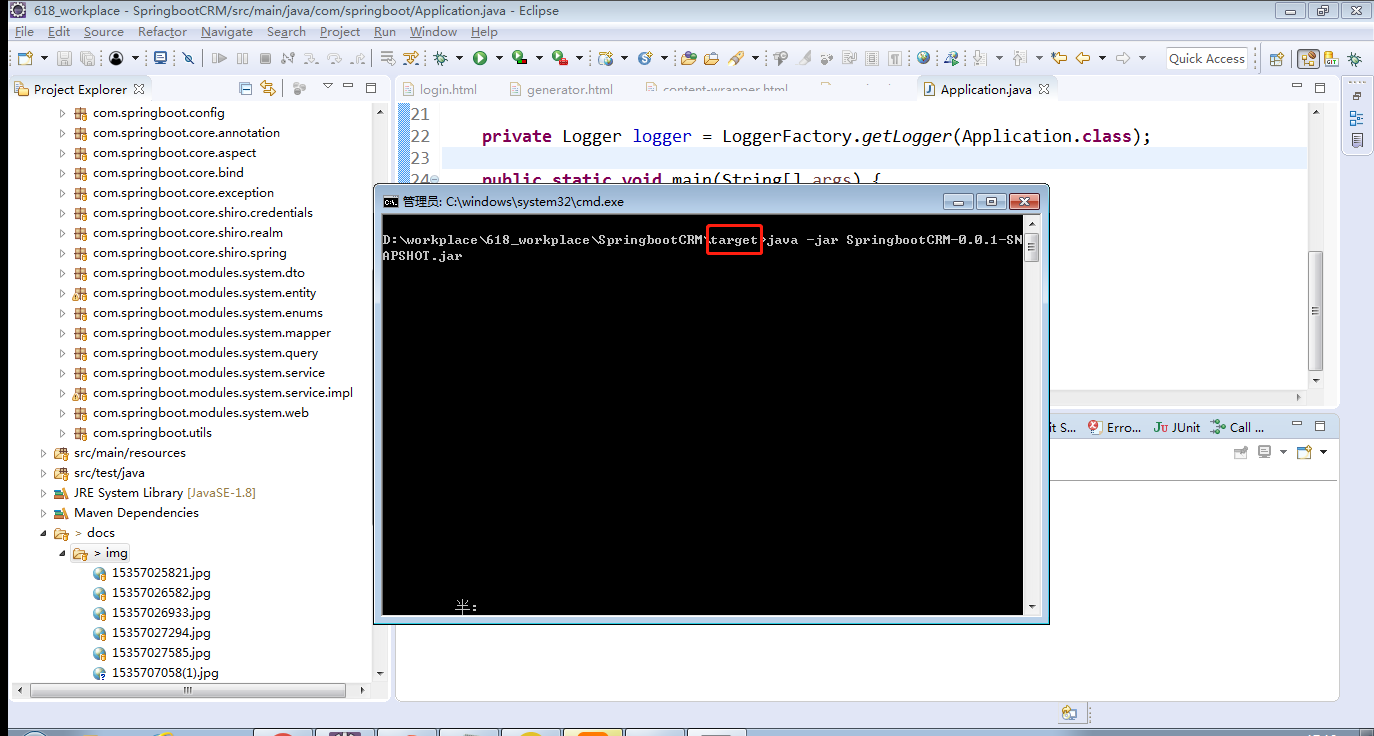 618_workplace - SpringbootCRM/src/main/java/com/springboot/Application.java - Eclipse
File Edit Source Refactor Navigate Search Project Run Window Help
Quick Access
Project Explorer
login.html generator.html content-wrapper.html Application.java
com.springboot.config
com.springboot.core.annotation
com.springboot.core.aspect
com.springboot.core.bind
com.springboot.core.exception
com.springboot.core.shiro.credentials
com.springboot.core.shiro.realm
com.springboot.core.shiro.spring
com.springboot.modules.system.dto
com.springboot.modules.system.entity
com.springboot.modules.system.enums
com.springboot.modules.system.mapper
com.springboot.modules.system.query
com.springboot.modules.system.service
com.springboot.modules.system.service.impl
com.springboot.modules.system.web
com.springboot.utils
src/main/resources
src/test/java
JRE System Library [JavaSE-1.8]
Maven Dependencies
> docs
> img
15357025821.jpg
15357026582.jpg
15357026933.jpg
15357027294.jpg
15357027585.jpg
1535707058(1).jpg
21
22 private Logger logger = LoggerFactory.getLogger(Application.class);
23
24 public static void main(String[] args) {
管理员: C:\windows\system32\cmd.exe
D:\workplace\618_workplace\SpringbootCRM\target>java -jar SpringbootCRM-0.0.1-SN
APSHOT.jar
半:
it S... Erro... JUnit Call ...